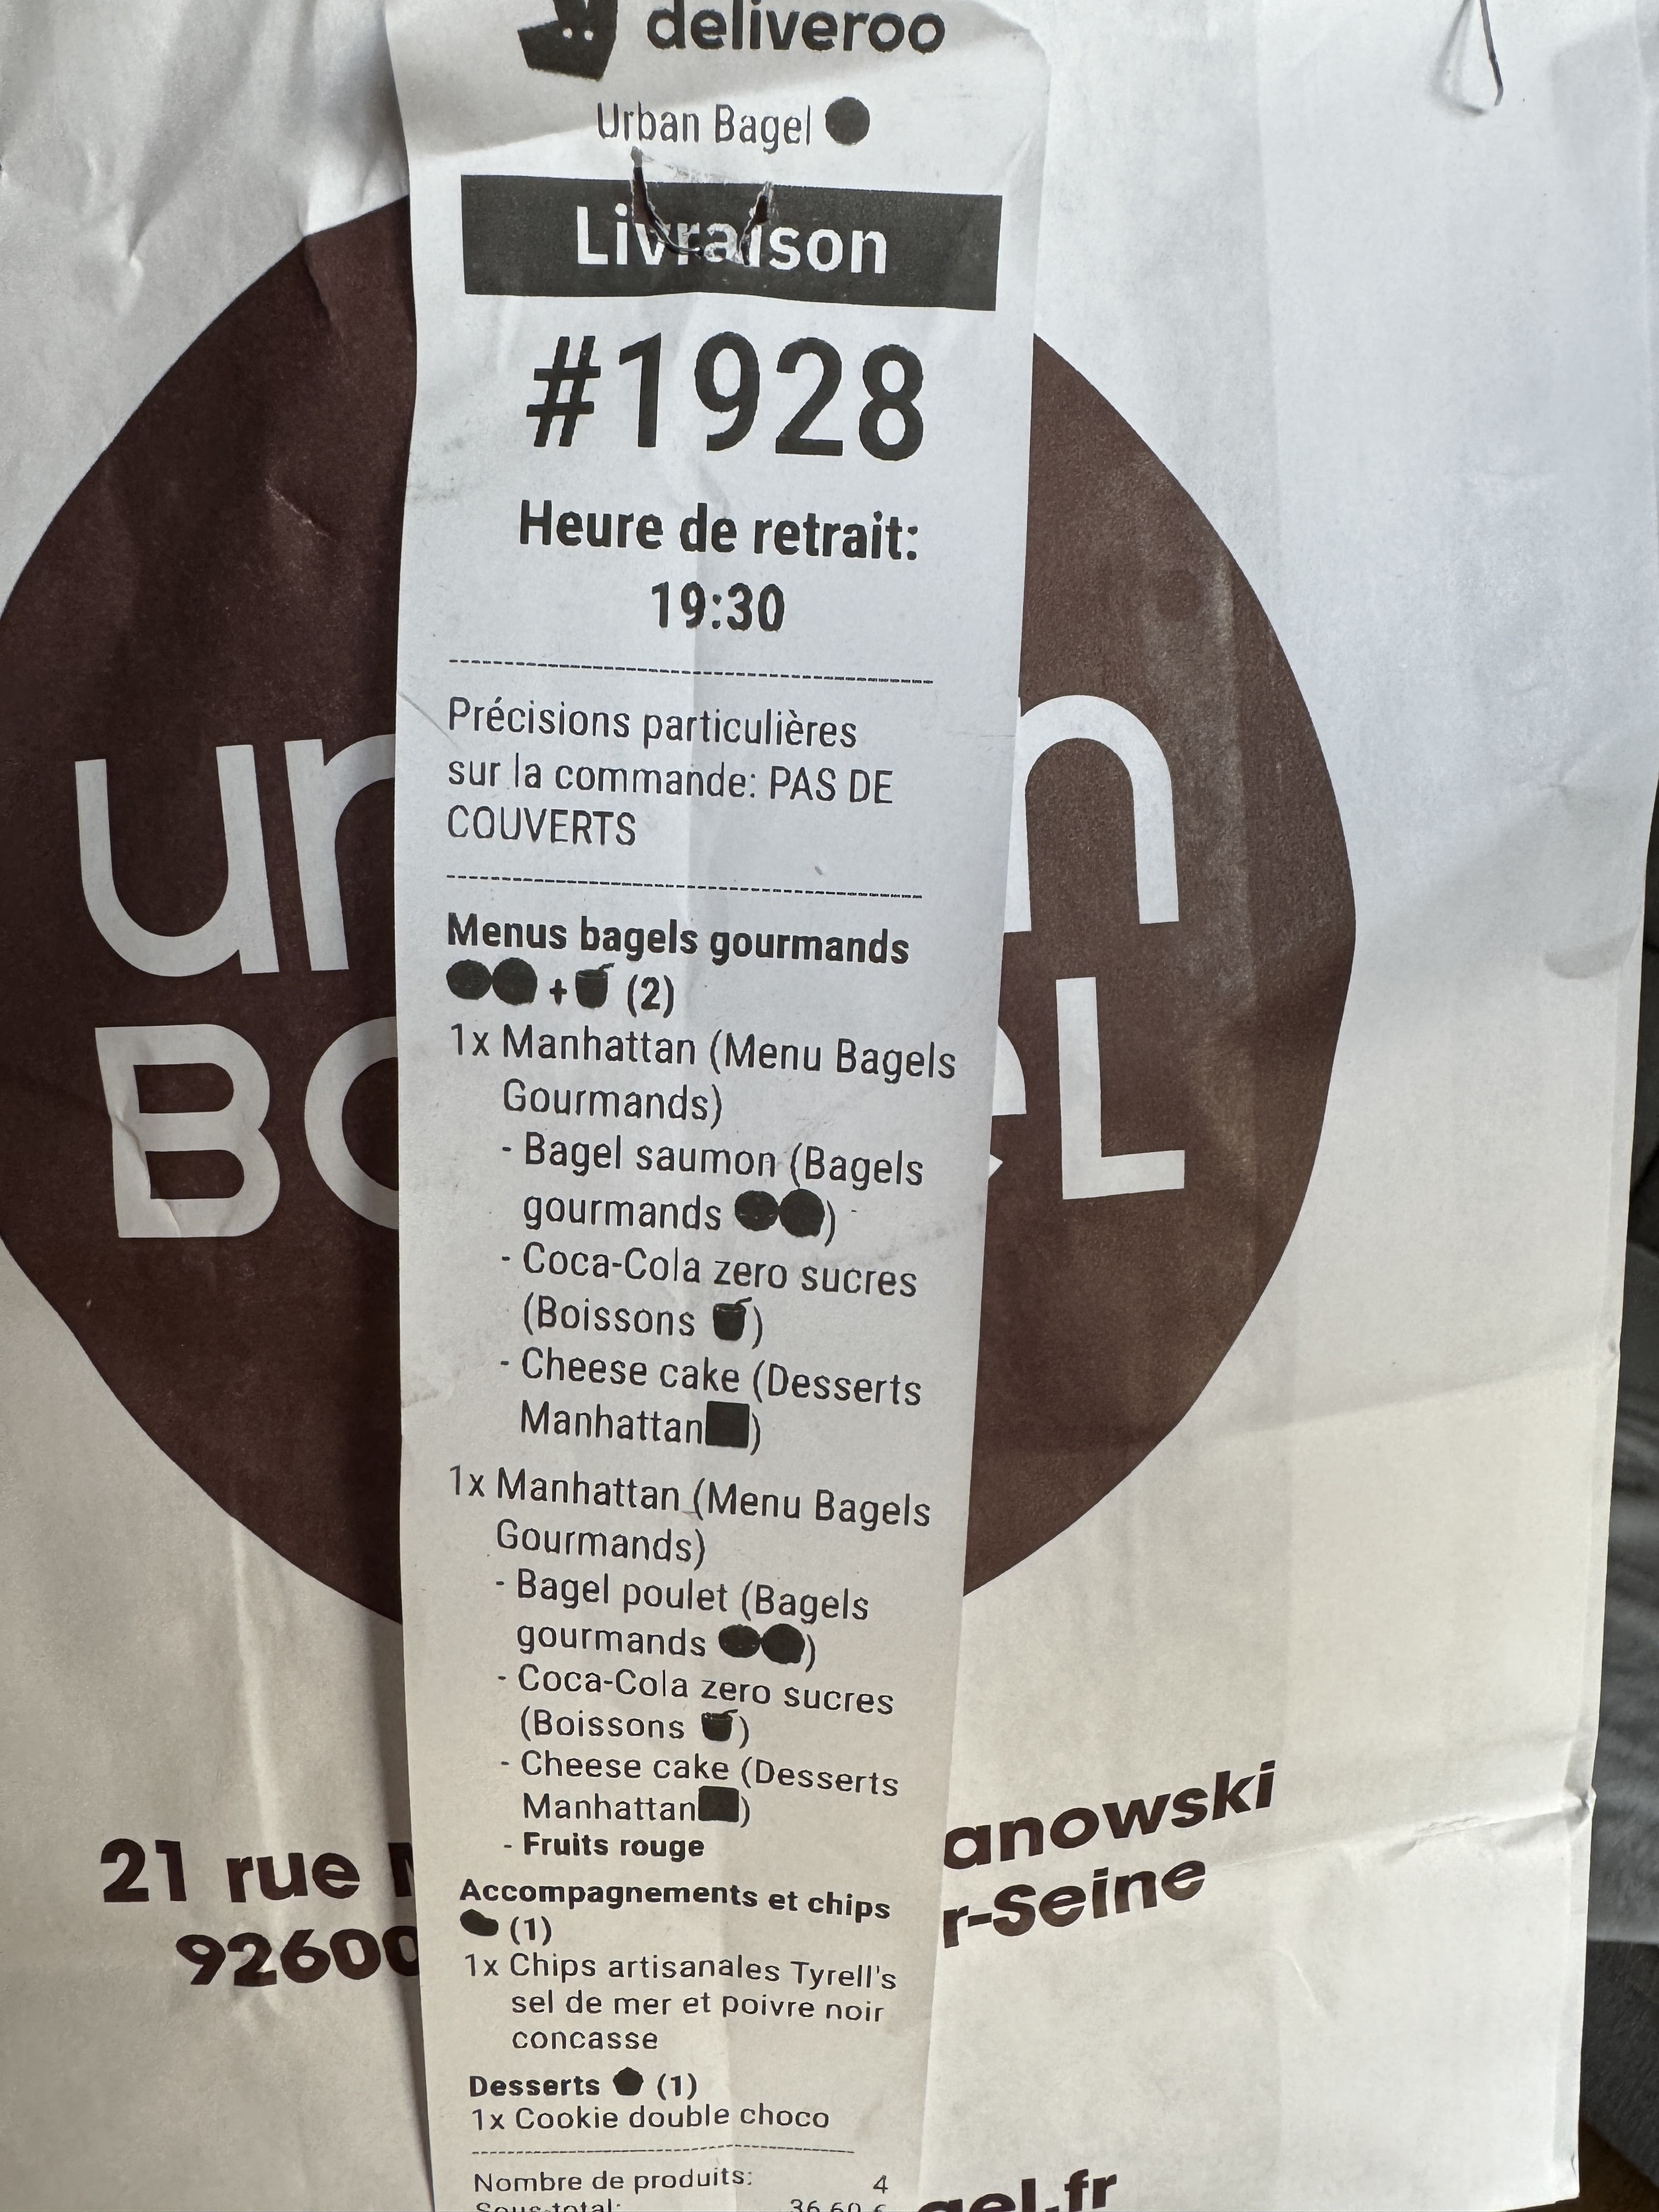 deliveroo
Urban Bagel
Livraison
#1928
Heure de retrait:
19:30
Précisions particulières
sur la commande: PAS DE
COUVERTS
Menus bagels gourmands
+ (2)
1x Manhattan (Menu Bagels
Gourmands)
- Bagel saumon (Bagels
gourmands )
- Coca-Cola zero sucres
(Boissons )
- Cheese cake (Desserts
Manhattan )
1x Manhattan (Menu Bagels
Gourmands)
- Bagel poulet (Bagels
gourmands )
- Coca-Cola zero sucres
(Boissons )
- Cheese cake (Desserts
Manhattan )
- Fruits rouge
Accompagnements et chips
(1)
1x Chips artisanales Tyrell's
sel de mer et poivre noir
concasse
Desserts (1)
1x Cookie double choco
Nombre de produits: 4
Sous-total: 36,60 €
21 rue
92600